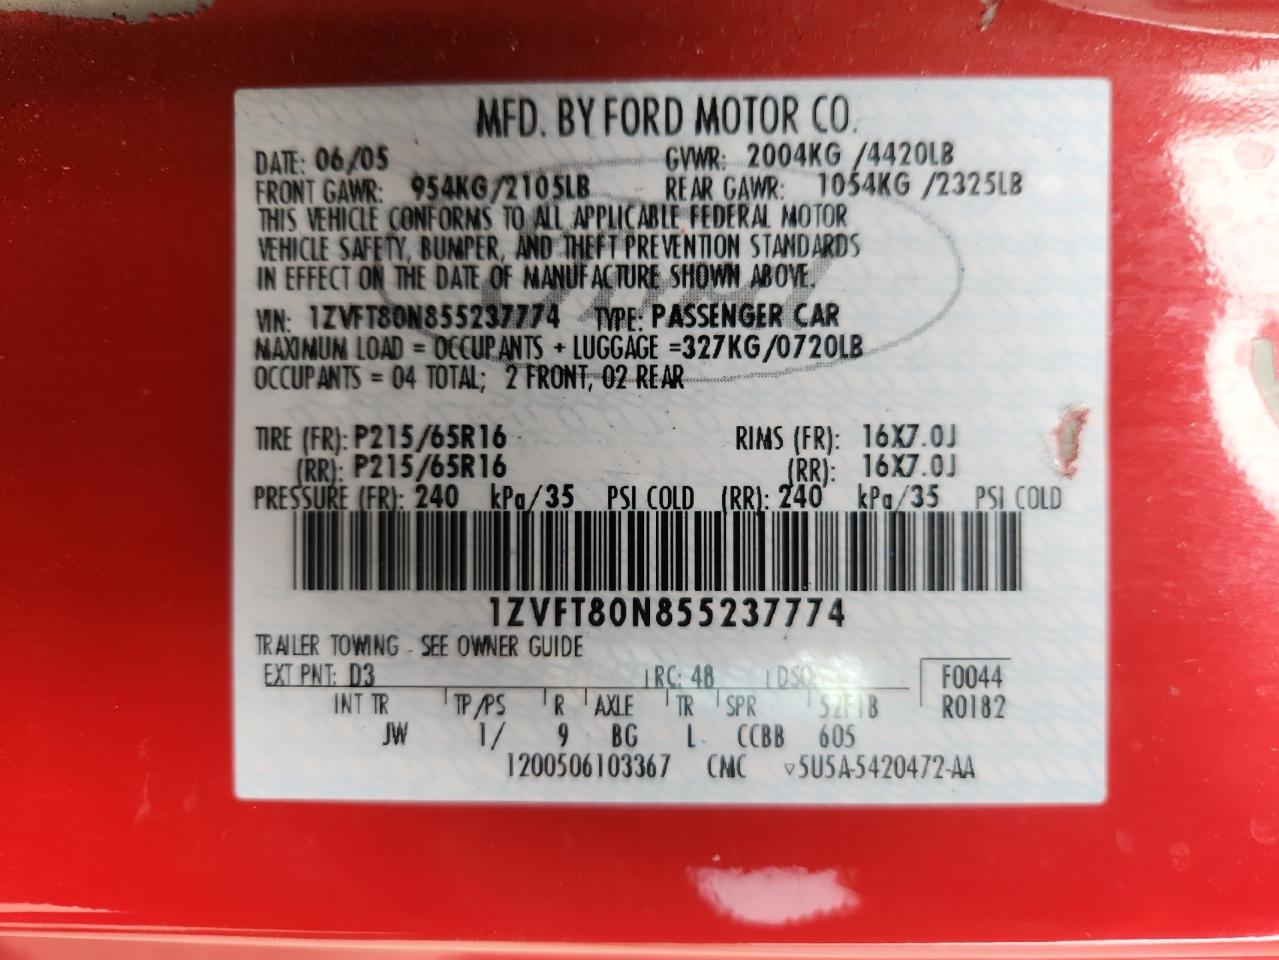 MFD. BY FORD MOTOR CO.
DATE: 06/05 GVWR: 2004KG /4420LB
FRONT GAWR: 954KG/2105LB REAR GAWR: 1054KG /2325LB
THIS VEHICLE CONFORMS TO ALL APPLICABLE FEDERAL MOTOR
VEHICLE SAFETY, BUMPER, AND THEFT PREVENTION STANDARDS
IN EFFECT ON THE DATE OF MANUFACTURE SHOWN ABOVE.
VIN: 1ZVFT80N855237774 TYPE: PASSENGER CAR
MAXIMUM LOAD = OCCUPANTS + LUGGAGE =327KG/0720LB
OCCUPANTS = 04 TOTAL; 2 FRONT, 02 REAR
TIRE (FR): P215/65R16 RIMS (FR): 16X7.0J
(RR): P215/65R16 (RR): 16X7.0J
PRESSURE (FR): 240 kPa/35 PSI COLD (RR): 240 kPa/35 PSI COLD
1ZVFT80N855237774
TRAILER TOWING - SEE OWNER GUIDE
EXT PNT: D3 RC: 48 DSO F0044
INT TR TP/PS R AXLE TR SPR R0182
JW 1/ 9 BG L CCBB 605
1200506103367 CMC ▽5U5A-5420472-AA